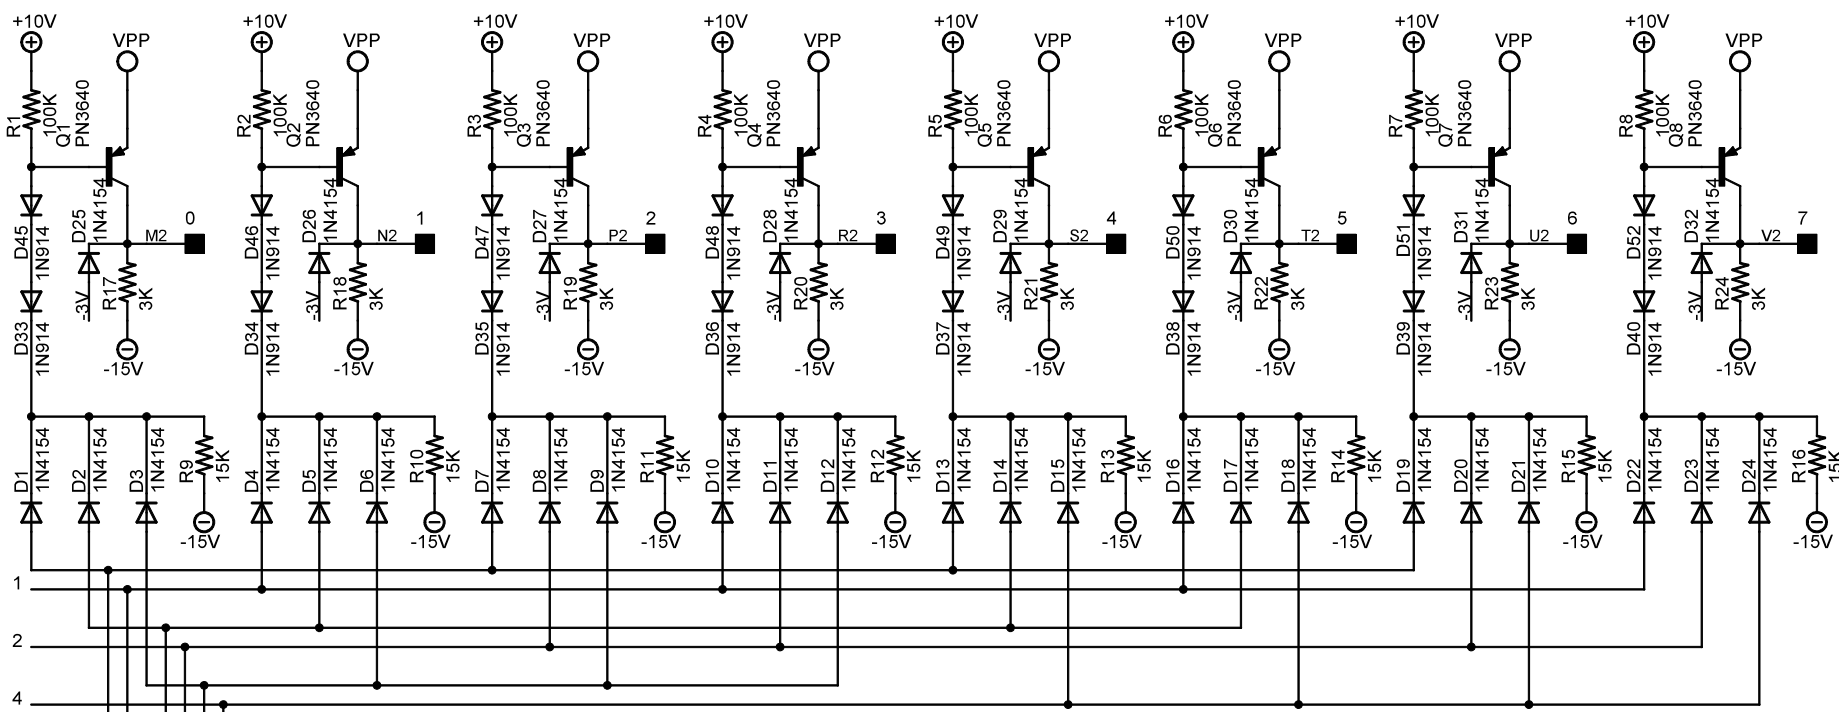 +10V +10V +10V +10V +10V +10V +10V +10V
VPP VPP VPP VPP VPP VPP VPP VPP
R1 100K Q1 PN3640 R2 100K Q2 PN3640 R3 100K Q3 PN3640 R4 100K Q4 PN3640 R5 100K Q5 PN3640 R6 100K Q6 PN3640 R7 100K Q7 PN3640 R8 100K Q8 PN3640
0 1 2 3 4 5 6 7
D45 1N914 D25 1N4154 M2 D46 1N914 D26 1N4154 N2 D47 1N914 D27 1N4154 P2 D48 1N914 D28 1N4154 R2 D49 1N914 D29 1N4154 S2 D50 1N914 D30 1N4154 T2 D51 1N914 D31 1N4154 U2 D52 1N914 D32 1N4154 V2
-3V R17 3K -3V R18 3K -3V R19 3K -3V R20 3K -3V R21 3K -3V R22 3K -3V R23 3K -3V R24 3K
D33 1N914 D34 1N914 D35 1N914 D36 1N914 D37 1N914 D38 1N914 D39 1N914 D40 1N914
-15V -15V -15V -15V -15V -15V -15V -15V
D1 1N4154 D2 1N4154 D3 1N4154 R9 15K D4 1N4154 D5 1N4154 D6 1N4154 R10 15K D7 1N4154 D8 1N4154 D9 1N4154 R11 15K D10 1N4154 D11 1N4154 D12 1N4154 R12 15K D13 1N4154 D14 1N4154 D15 1N4154 R13 15K D16 1N4154 D17 1N4154 D18 1N4154 R14 15K D19 1N4154 D20 1N4154 D21 1N4154 R15 15K D22 1N4154 D23 1N4154 D24 1N4154 R16 15K
-15V -15V -15V -15V -15V -15V -15V -15V
1
2
4